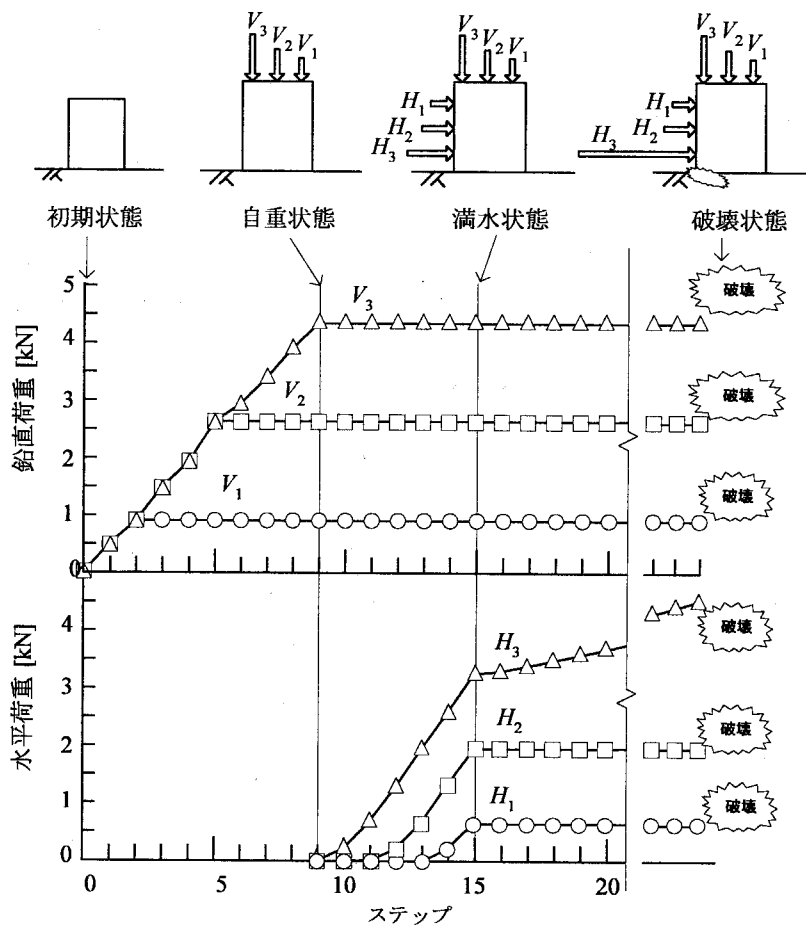 V3 V2 V1
V3 V2 V1
V3 V2 V1
H1
H2
H3
H1
H2
H3
初期状態 自重状態 満水状態 破壊状態
鉛直荷重 [kN]
5
4
3
2
1
0
V3
V2
V1
破壊
破壊
破壊
水平荷重 [kN]
4
3
2
1
0
H3
H2
H1
破壊
破壊
破壊
0 5 10 15 20
ステップ